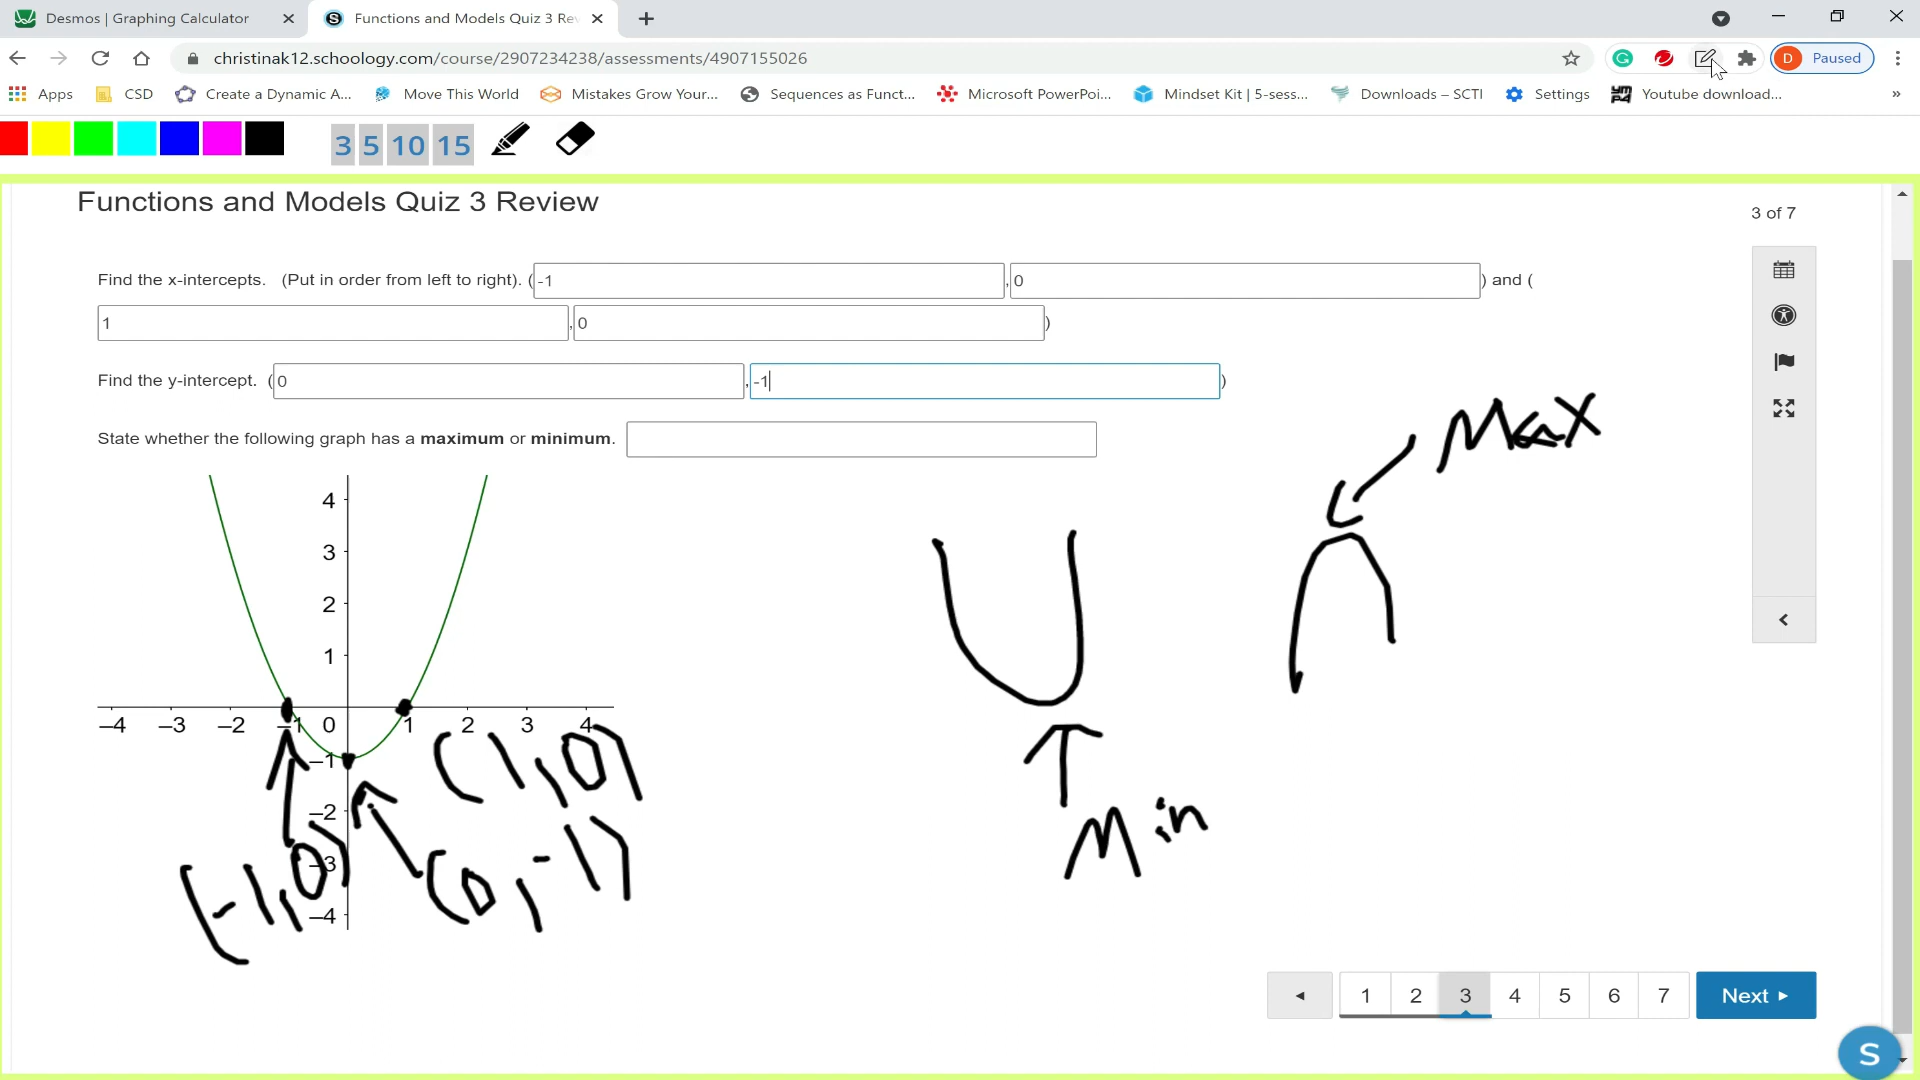 Desmos | Graphing Calculator
Functions and Models Quiz 3 Re
christinak12.schoology.com/course/2907234238/assessments/4907155026
D Paused
Apps CSD Create a Dynamic A... Move This World Mistakes Grow Your... Sequences as Funct... Microsoft PowerPoi... Mindset Kit | 5-sess... Downloads – SCTI Settings Youtube download... »
3 5 10 15
Functions and Models Quiz 3 Review
3 of 7
Find the x-intercepts. (Put in order from left to right). ( -1 , 0 ) and (
1 , 0 )
Find the y-intercept. ( 0 , -1 )
State whether the following graph has a maximum or minimum.
Max
4
3
2
1
–4 –3 –2 –1 0 1 2 3 4
–1
(1,0)
–2
Min
–3
(-1,0)
(0,-1)
–4
1 2 3 4 5 6 7 Next
S